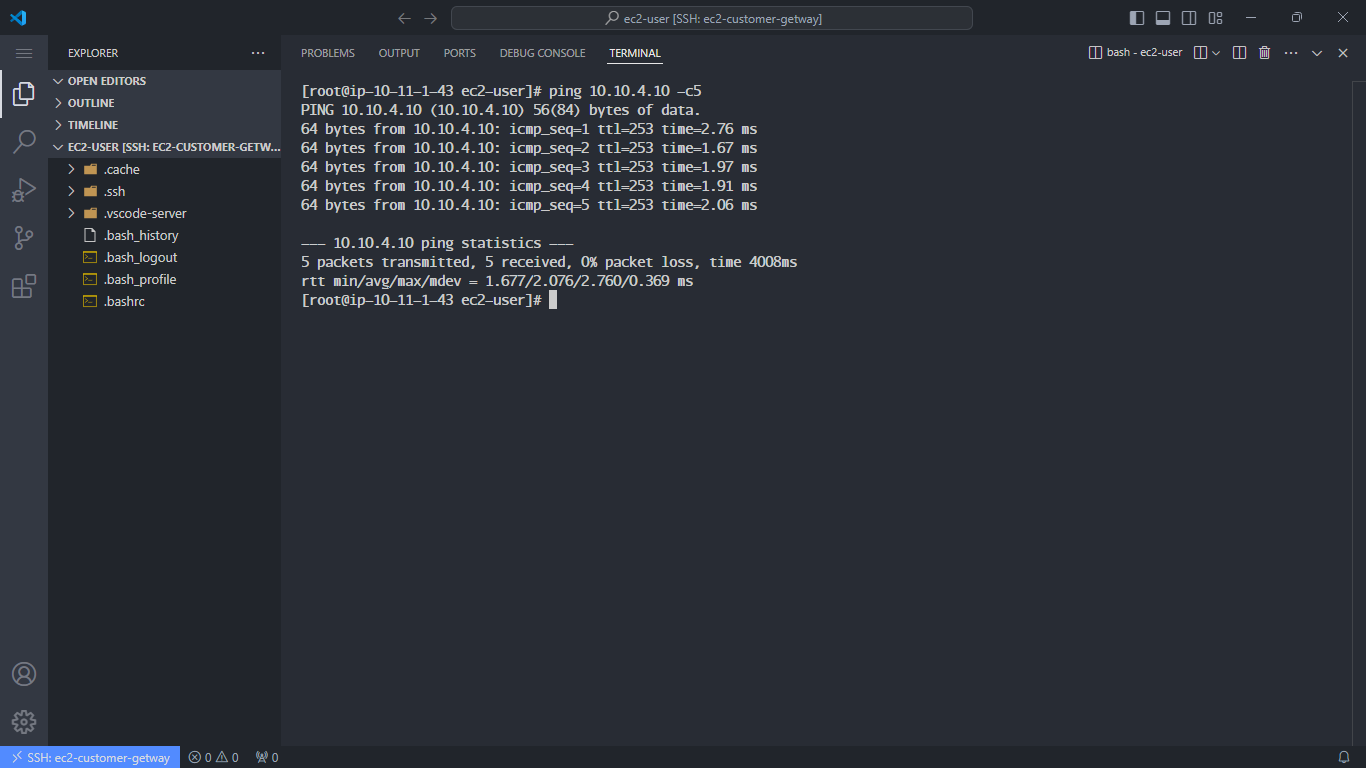 ec2-user [SSH: ec2-customer-getway]
EXPLORER
OPEN EDITORS
OUTLINE
TIMELINE
EC2-USER [SSH: EC2-CUSTOMER-GETW...
.cache
.ssh
.vscode-server
.bash_history
.bash_logout
.bash_profile
.bashrc
PROBLEMS OUTPUT PORTS DEBUG CONSOLE TERMINAL bash - ec2-user
[root@ip-10-11-1-43 ec2-user]# ping 10.10.4.10 -c5
PING 10.10.4.10 (10.10.4.10) 56(84) bytes of data.
64 bytes from 10.10.4.10: icmp_seq=1 ttl=253 time=2.76 ms
64 bytes from 10.10.4.10: icmp_seq=2 ttl=253 time=1.67 ms
64 bytes from 10.10.4.10: icmp_seq=3 ttl=253 time=1.97 ms
64 bytes from 10.10.4.10: icmp_seq=4 ttl=253 time=1.91 ms
64 bytes from 10.10.4.10: icmp_seq=5 ttl=253 time=2.06 ms
--- 10.10.4.10 ping statistics ---
5 packets transmitted, 5 received, 0% packet loss, time 4008ms
rtt min/avg/max/mdev = 1.677/2.076/2.760/0.369 ms
[root@ip-10-11-1-43 ec2-user]#
SSH: ec2-customer-getway 0 0 0